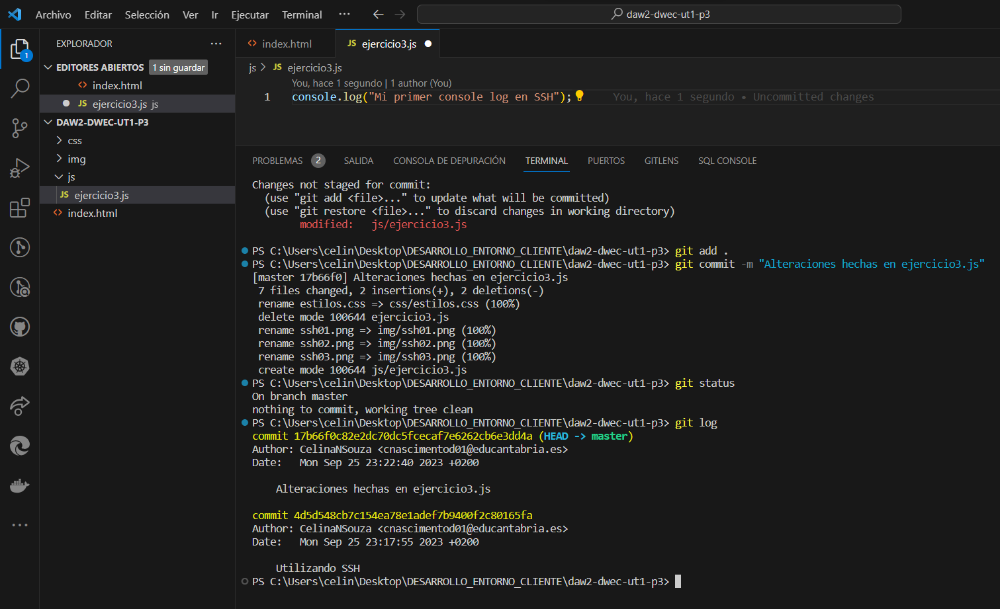 Archivo Editar Selección Ver Ir Ejecutar Terminal ··· daw2-dwec-ut1-p3
EXPLORADOR ···
1
EDITORES ABIERTOS 1 sin guardar
index.html
ejercicio3.js js
DAW2-DWEC-UT1-P3
css
img
js
JS ejercicio3.js
index.html
index.html
JS ejercicio3.js
js > JS ejercicio3.js
You, hace 1 segundo | 1 author (You)
1 console.log("Mi primer console log en SSH"); You, hace 1 segundo • Uncommitted changes
PROBLEMAS 2 SALIDA CONSOLA DE DEPURACIÓN TERMINAL PUERTOS GITLENS SQL CONSOLE
Changes not staged for commit:
(use "git add <file>..." to update what will be committed)
(use "git restore <file>..." to discard changes in working directory)
modified: js/ejercicio3.js
PS C:\Users\celin\Desktop\DESARROLLO_ENTORNO_CLIENTE\daw2-dwec-ut1-p3> git add .
PS C:\Users\celin\Desktop\DESARROLLO_ENTORNO_CLIENTE\daw2-dwec-ut1-p3> git commit -m "Alteraciones hechas en ejercicio3.js"
[master 17b66f0] Alteraciones hechas en ejercicio3.js
7 files changed, 2 insertions(+), 2 deletions(-)
rename estilos.css => css/estilos.css (100%)
delete mode 100644 ejercicio3.js
rename ssh01.png => img/ssh01.png (100%)
rename ssh02.png => img/ssh02.png (100%)
rename ssh03.png => img/ssh03.png (100%)
create mode 100644 js/ejercicio3.js
PS C:\Users\celin\Desktop\DESARROLLO_ENTORNO_CLIENTE\daw2-dwec-ut1-p3> git status
On branch master
nothing to commit, working tree clean
PS C:\Users\celin\Desktop\DESARROLLO_ENTORNO_CLIENTE\daw2-dwec-ut1-p3> git log
commit 17b66f0c82e2dc70dc5fcecaf7e6262cb6e3dd4a (HEAD -> master)
Author: CelinaNSouza <cnascimentod01@educantabria.es>
Date: Mon Sep 25 23:22:40 2023 +0200
Alteraciones hechas en ejercicio3.js
commit 4d5d548cb7c154ea78e1adef7b9400f2c80165fa
Author: CelinaNSouza <cnascimentod01@educantabria.es>
Date: Mon Sep 25 23:17:55 2023 +0200
Utilizando SSH
PS C:\Users\celin\Desktop\DESARROLLO_ENTORNO_CLIENTE\daw2-dwec-ut1-p3>